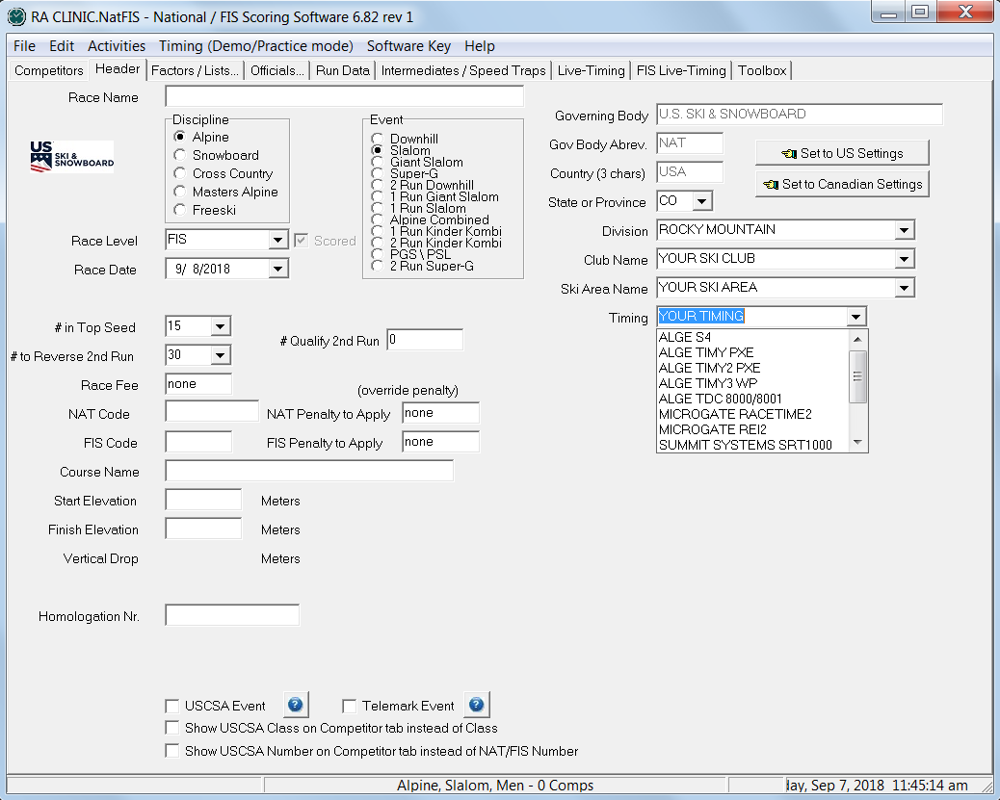 RA CLINIC.NatFIS - National / FIS Scoring Software 6.82 rev 1
File Edit Activities Timing (Demo/Practice mode) Software Key Help
Competitors Header Factors / Lists... Officials... Run Data Intermediates / Speed Traps Live-Timing FIS Live-Timing Toolbox
Race Name
US SKI & SNOWBOARD
Discipline
Alpine
Snowboard
Cross Country
Masters Alpine
Freeski
Event
Downhill
Slalom
Giant Slalom
Super-G
2 Run Downhill
1 Run Giant Slalom
1 Run Slalom
Alpine Combined
1 Run Kinder Kombi
2 Run Kinder Kombi
PGS \ PSL
2 Run Super-G
Race Level FIS Scored
Race Date 9/ 8/2018
# in Top Seed 15
# to Reverse 2nd Run 30
# Qualify 2nd Run 0
Race Fee none
(override penalty)
NAT Code
NAT Penalty to Apply none
FIS Code
FIS Penalty to Apply none
Course Name
Start Elevation Meters
Finish Elevation Meters
Vertical Drop Meters
Homologation Nr.
Governing Body U.S. SKI & SNOWBOARD
Gov Body Abrev. NAT
Set to US Settings
Country (3 chars) USA
Set to Canadian Settings
State or Province CO
Division ROCKY MOUNTAIN
Club Name YOUR SKI CLUB
Ski Area Name YOUR SKI AREA
Timing YOUR TIMING
ALGE S4
ALGE TIMY PXE
ALGE TIMY2 PXE
ALGE TIMY3 WP
ALGE TDC 8000/8001
MICROGATE RACETIME2
MICROGATE REI2
SUMMIT SYSTEMS SRT1000
USCSA Event ? Telemark Event ?
Show USCSA Class on Competitor tab instead of Class
Show USCSA Number on Competitor tab instead of NAT/FIS Number
Alpine, Slalom, Men - 0 Comps
lay, Sep 7, 2018 11:45:14 am